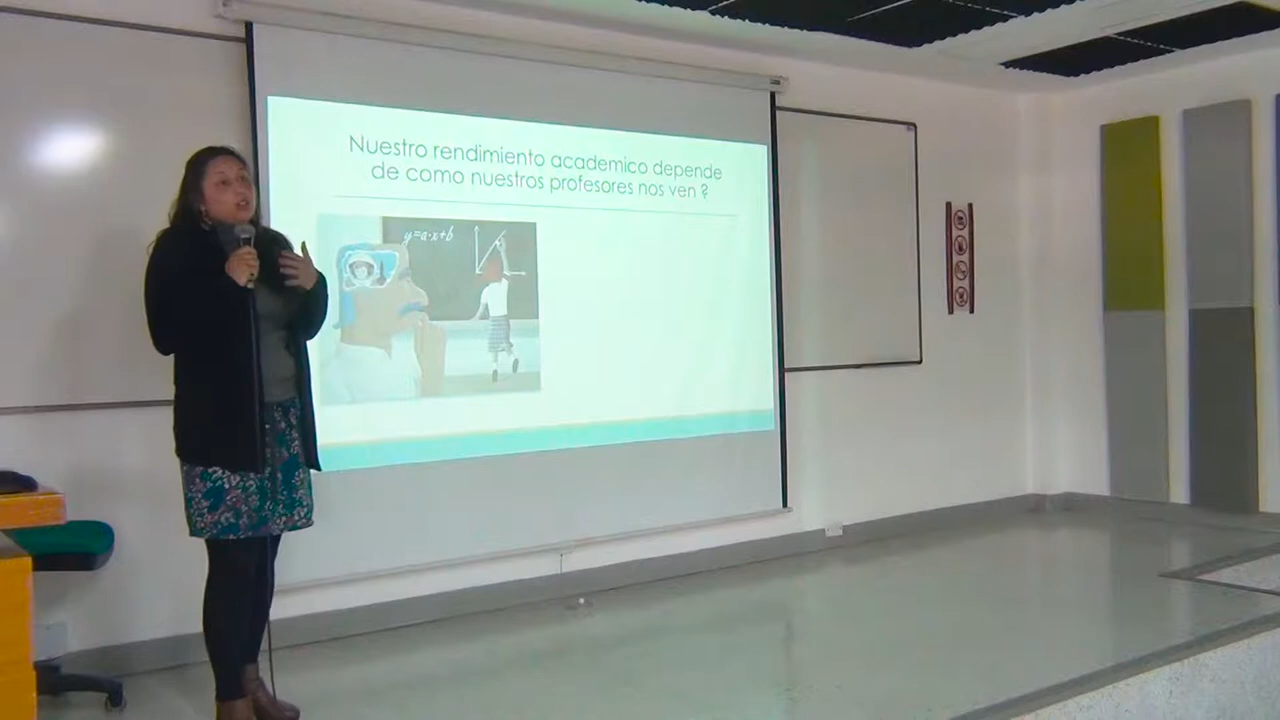 Nuestro rendimiento academico depende
de como nuestros profesores nos ven ?
y=a·x+b